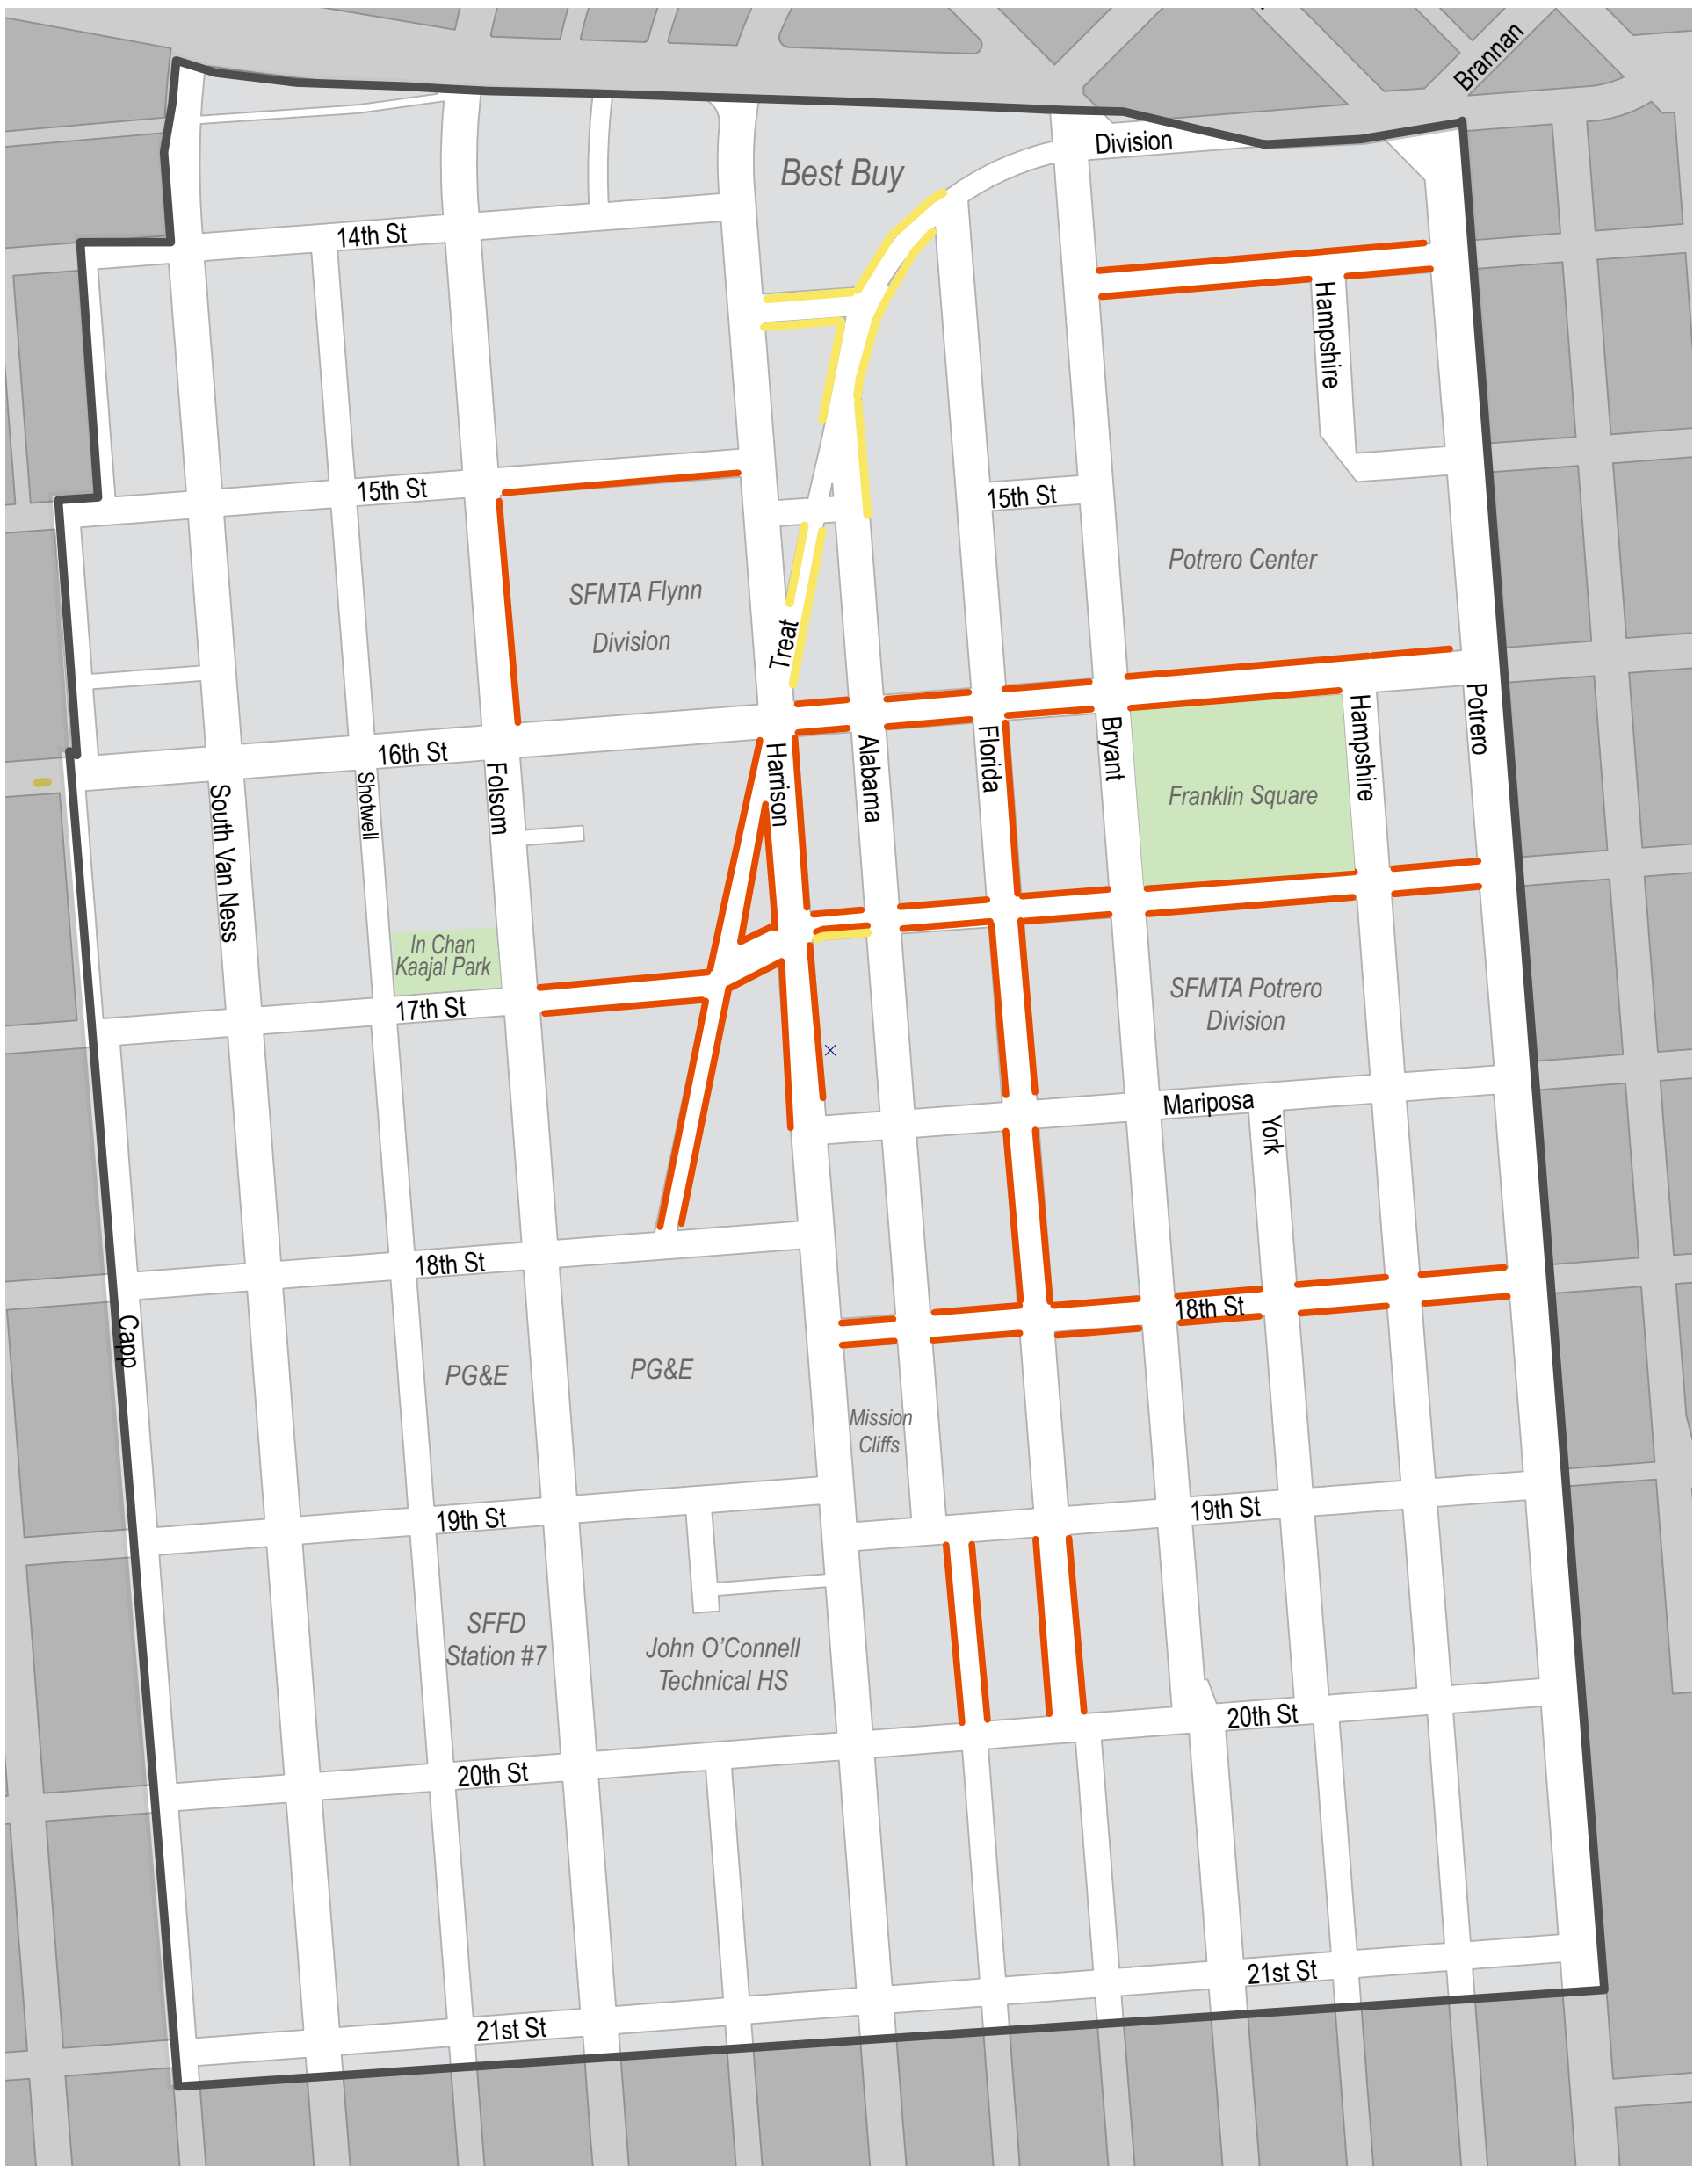 Brannan
Division
Best Buy
14th St
Hampshire
15th St
15th St
Potrero Center
SFMTA Flynn
Division
Treat
16th St
Harrison
Alabama
Florida
Bryant
Hampshire
Potrero
South Van Ness
Shotwell
Folsom
Franklin Square
In Chan
Kaajal Park
17th St
SFMTA Potrero
Division
Mariposa
York
18th St
18th St
Capp
PG&E
PG&E
Mission
Cliffs
19th St
19th St
SFFD
Station #7
John O'Connell
Technical HS
20th St
20th St
21st St
21st St